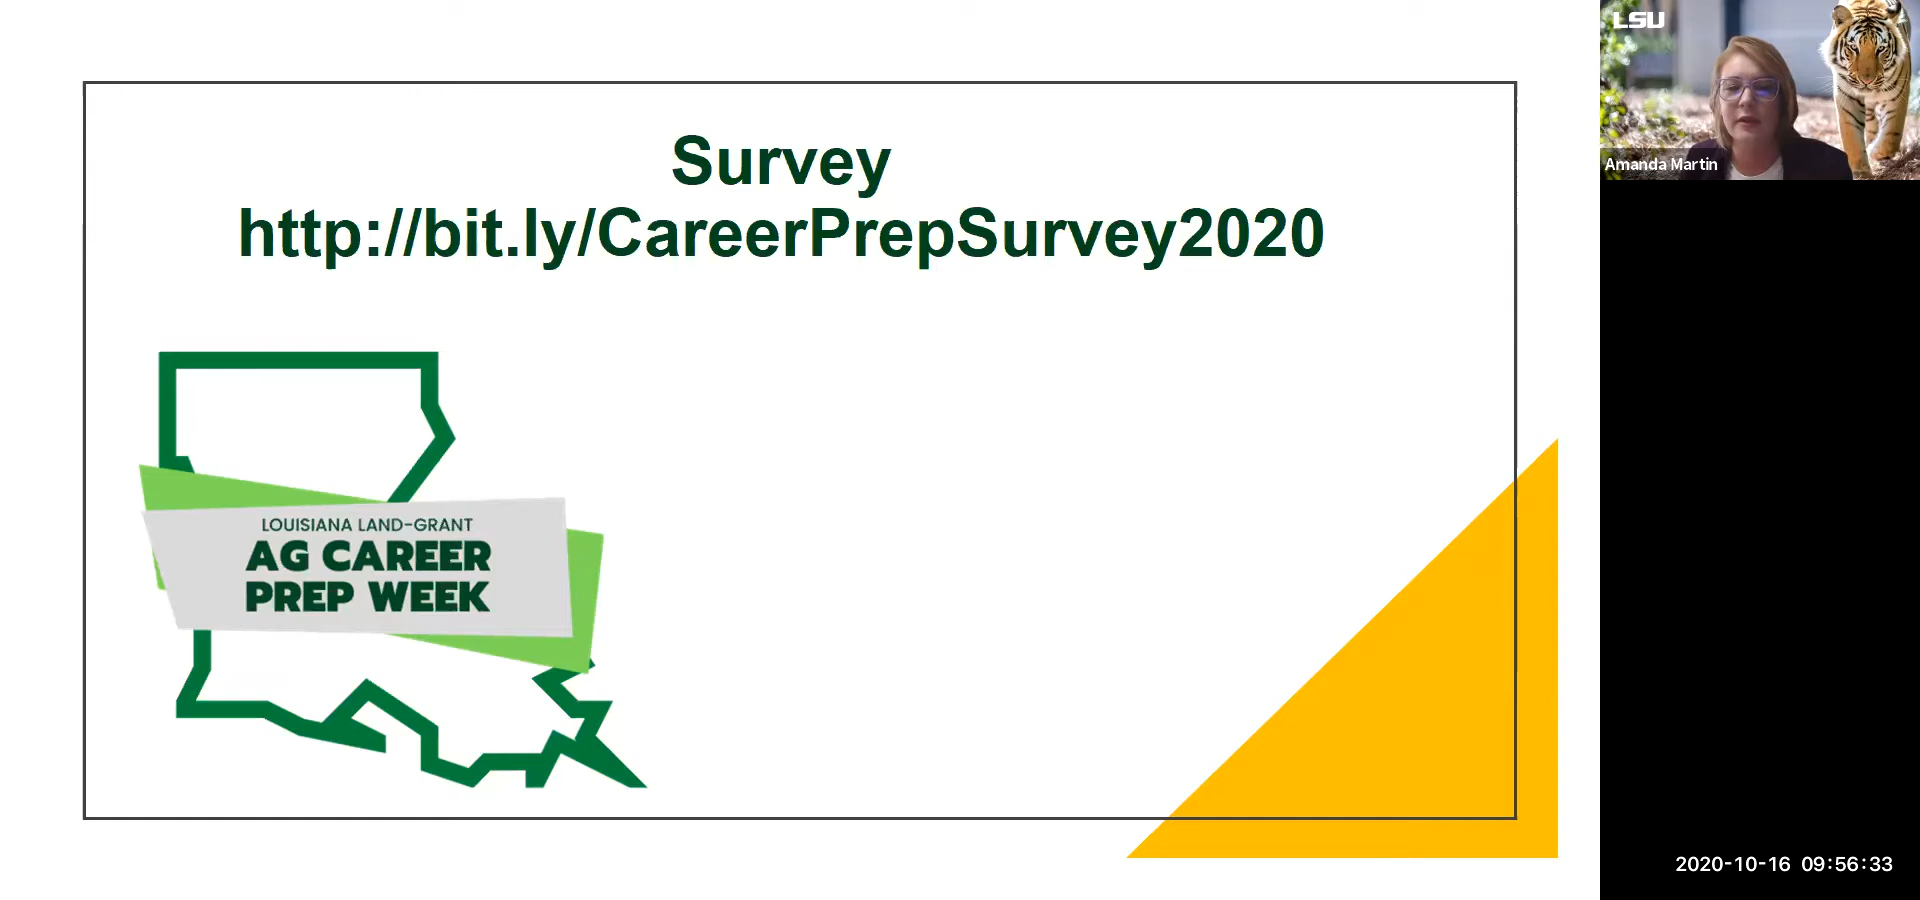 Survey
http://bit.ly/CareerPrepSurvey2020
LOUISIANA LAND-GRANT
AG CAREER
PREP WEEK
LSU
Amanda Martin
2020-10-16 09:56:33